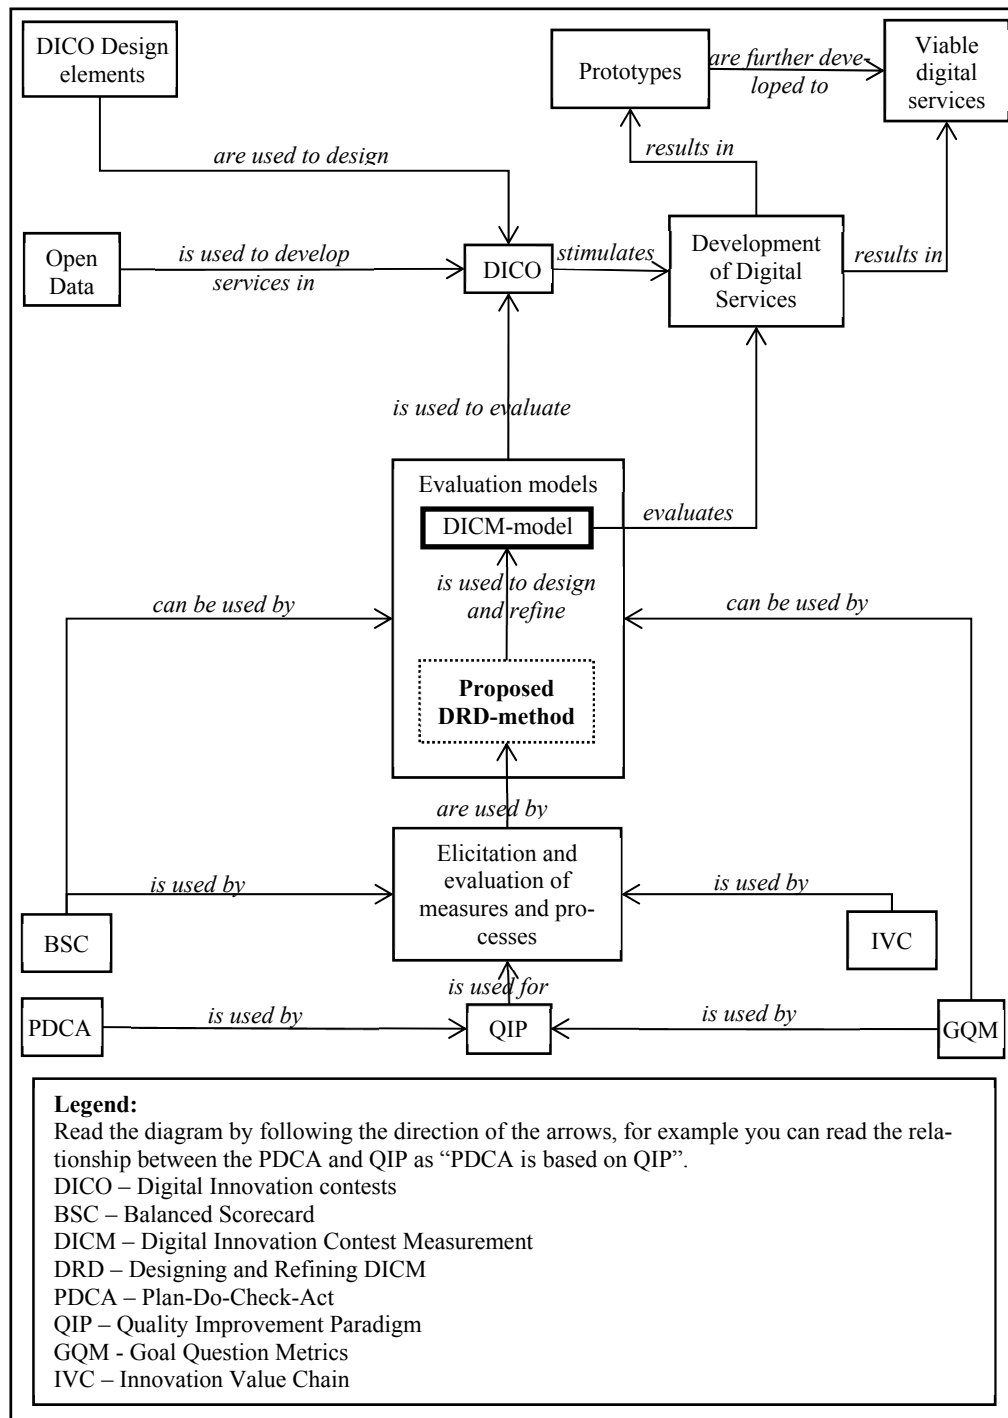 DICO Design
elements
Prototypes
are further deve-
loped to
Viable
digital
services
are used to design
results in
Open
Data
is used to develop
services in
DICO
stimulates
Development
of Digital
Services
results in
is used to evaluate
Evaluation models
DICM-model
evaluates
is used to design
and refine
can be used by
can be used by
Proposed
DRD-method
are used by
Elicitation and
evaluation of
measures and pro-
cesses
is used by
is used by
BSC
IVC
is used for
PDCA
is used by
QIP
is used by
GQM
Legend:
Read the diagram by following the direction of the arrows, for example you can read the rela-
tionship between the PDCA and QIP as “PDCA is based on QIP”.
DICO – Digital Innovation contests
BSC – Balanced Scorecard
DICM – Digital Innovation Contest Measurement
DRD – Designing and Refining DICM
PDCA – Plan-Do-Check-Act
QIP – Quality Improvement Paradigm
GQM - Goal Question Metrics
IVC – Innovation Value Chain